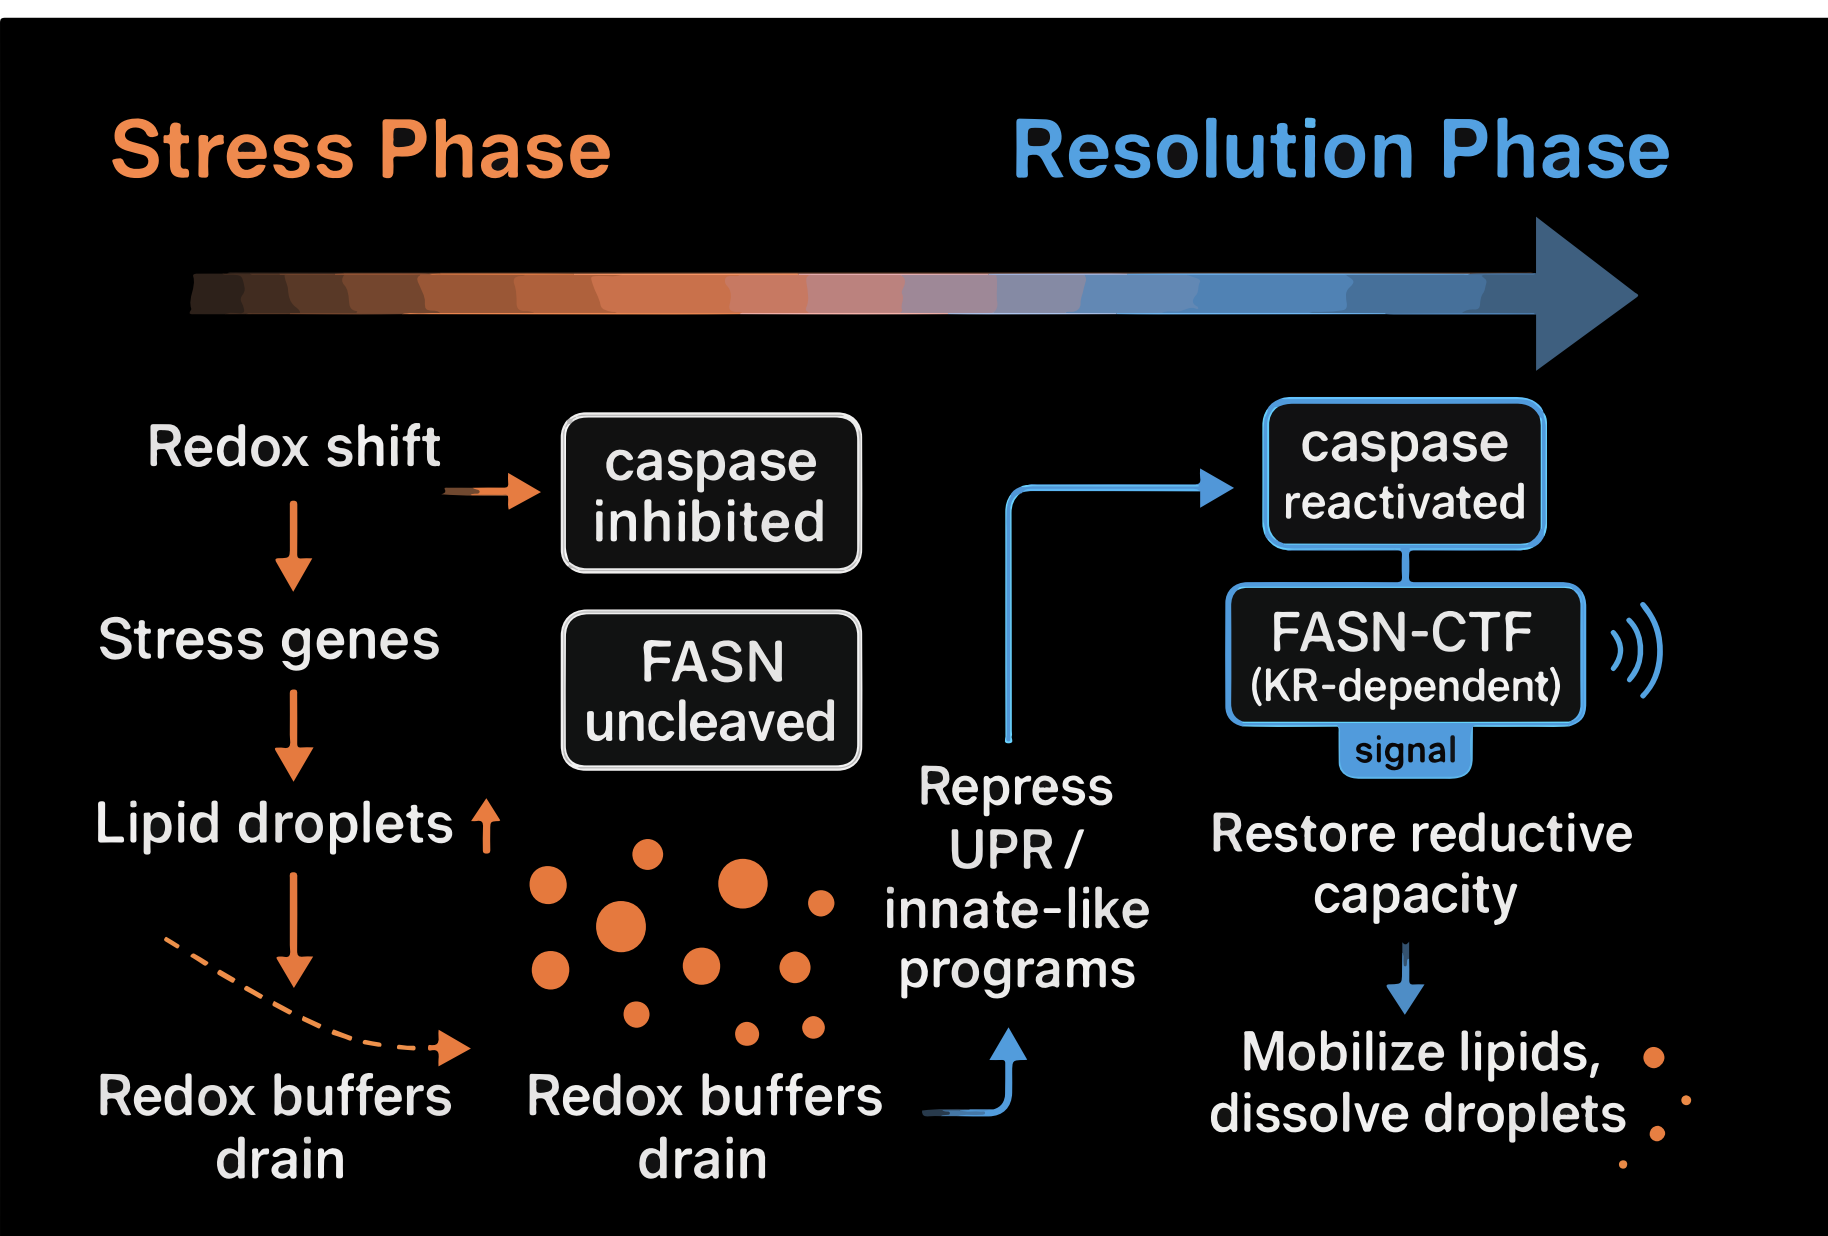 Stress Phase
Resolution Phase
Redox shift
Stress genes
Lipid droplets
Redox buffers
drain
caspase
inhibited
FASN
uncleaved
Redox buffers
drain
Repress
UPR /
innate-like
programs
caspase
reactivated
FASN-CTF
(KR-dependent)
signal
Restore reductive
capacity
Mobilize lipids,
dissolve droplets